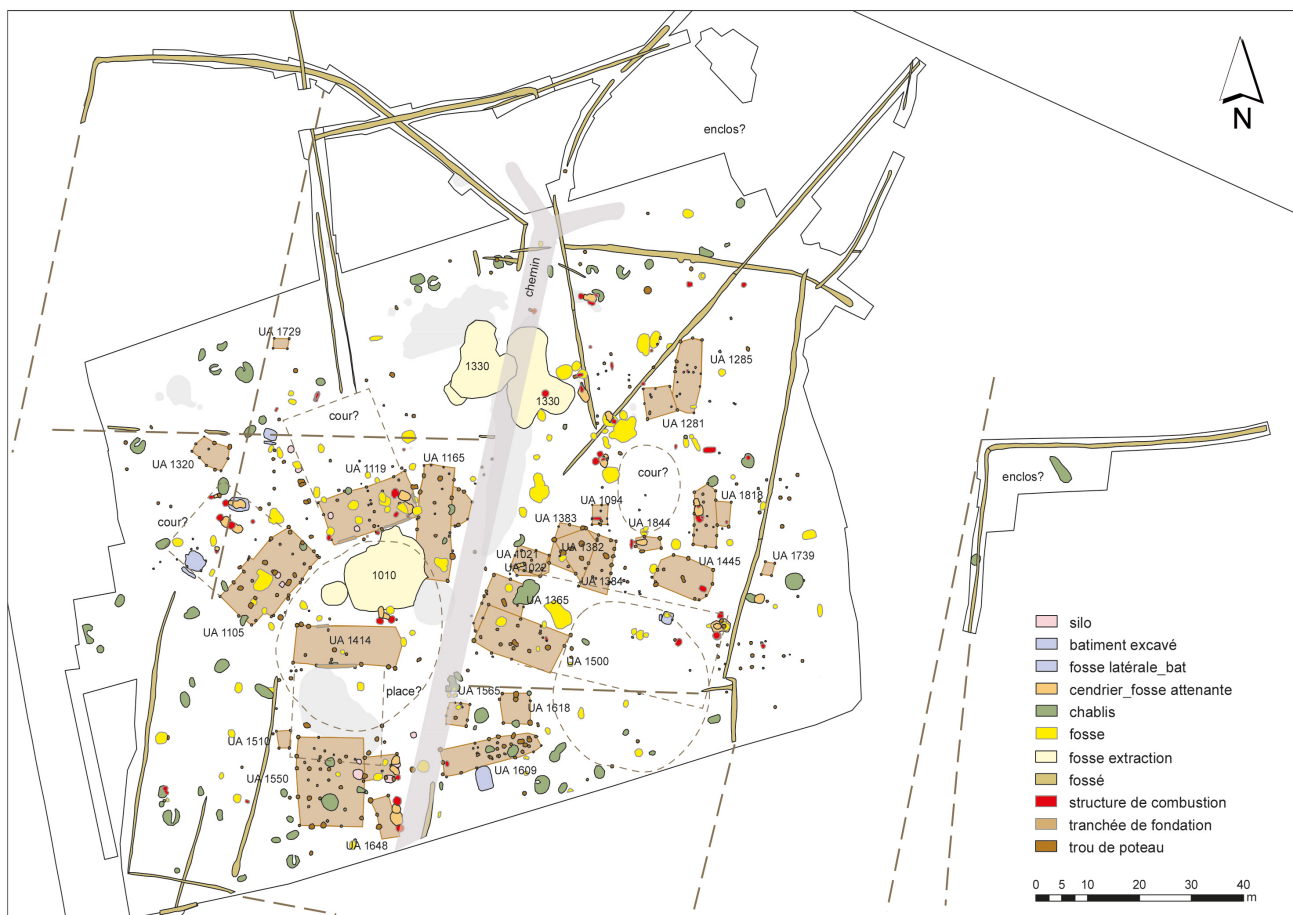 N
enclos?
chemin
UA 1729
1330
1330
UA 1285
UA 1281
cour?
UA 1320
UA 1119
UA 1165
cour?
enclos?
UA 1094
UA 1818
cour?
UA 1383
UA 1844
UA 1382
UA 1021
UA 1022
UA 1445
UA 1739
1010
UA 1384
UA 1365
UA 1105
UA 1414
UA 1500
place?
UA 1565
UA 1618
UA 1510
UA 1550
UA 1609
UA 1648
silo
batiment excavé
fosse latérale_bat
cendrier_fosse attenante
chablis
fosse
fosse extraction
fossé
structure de combustion
tranchée de fondation
trou de poteau
0 5 10 20 30 40
m